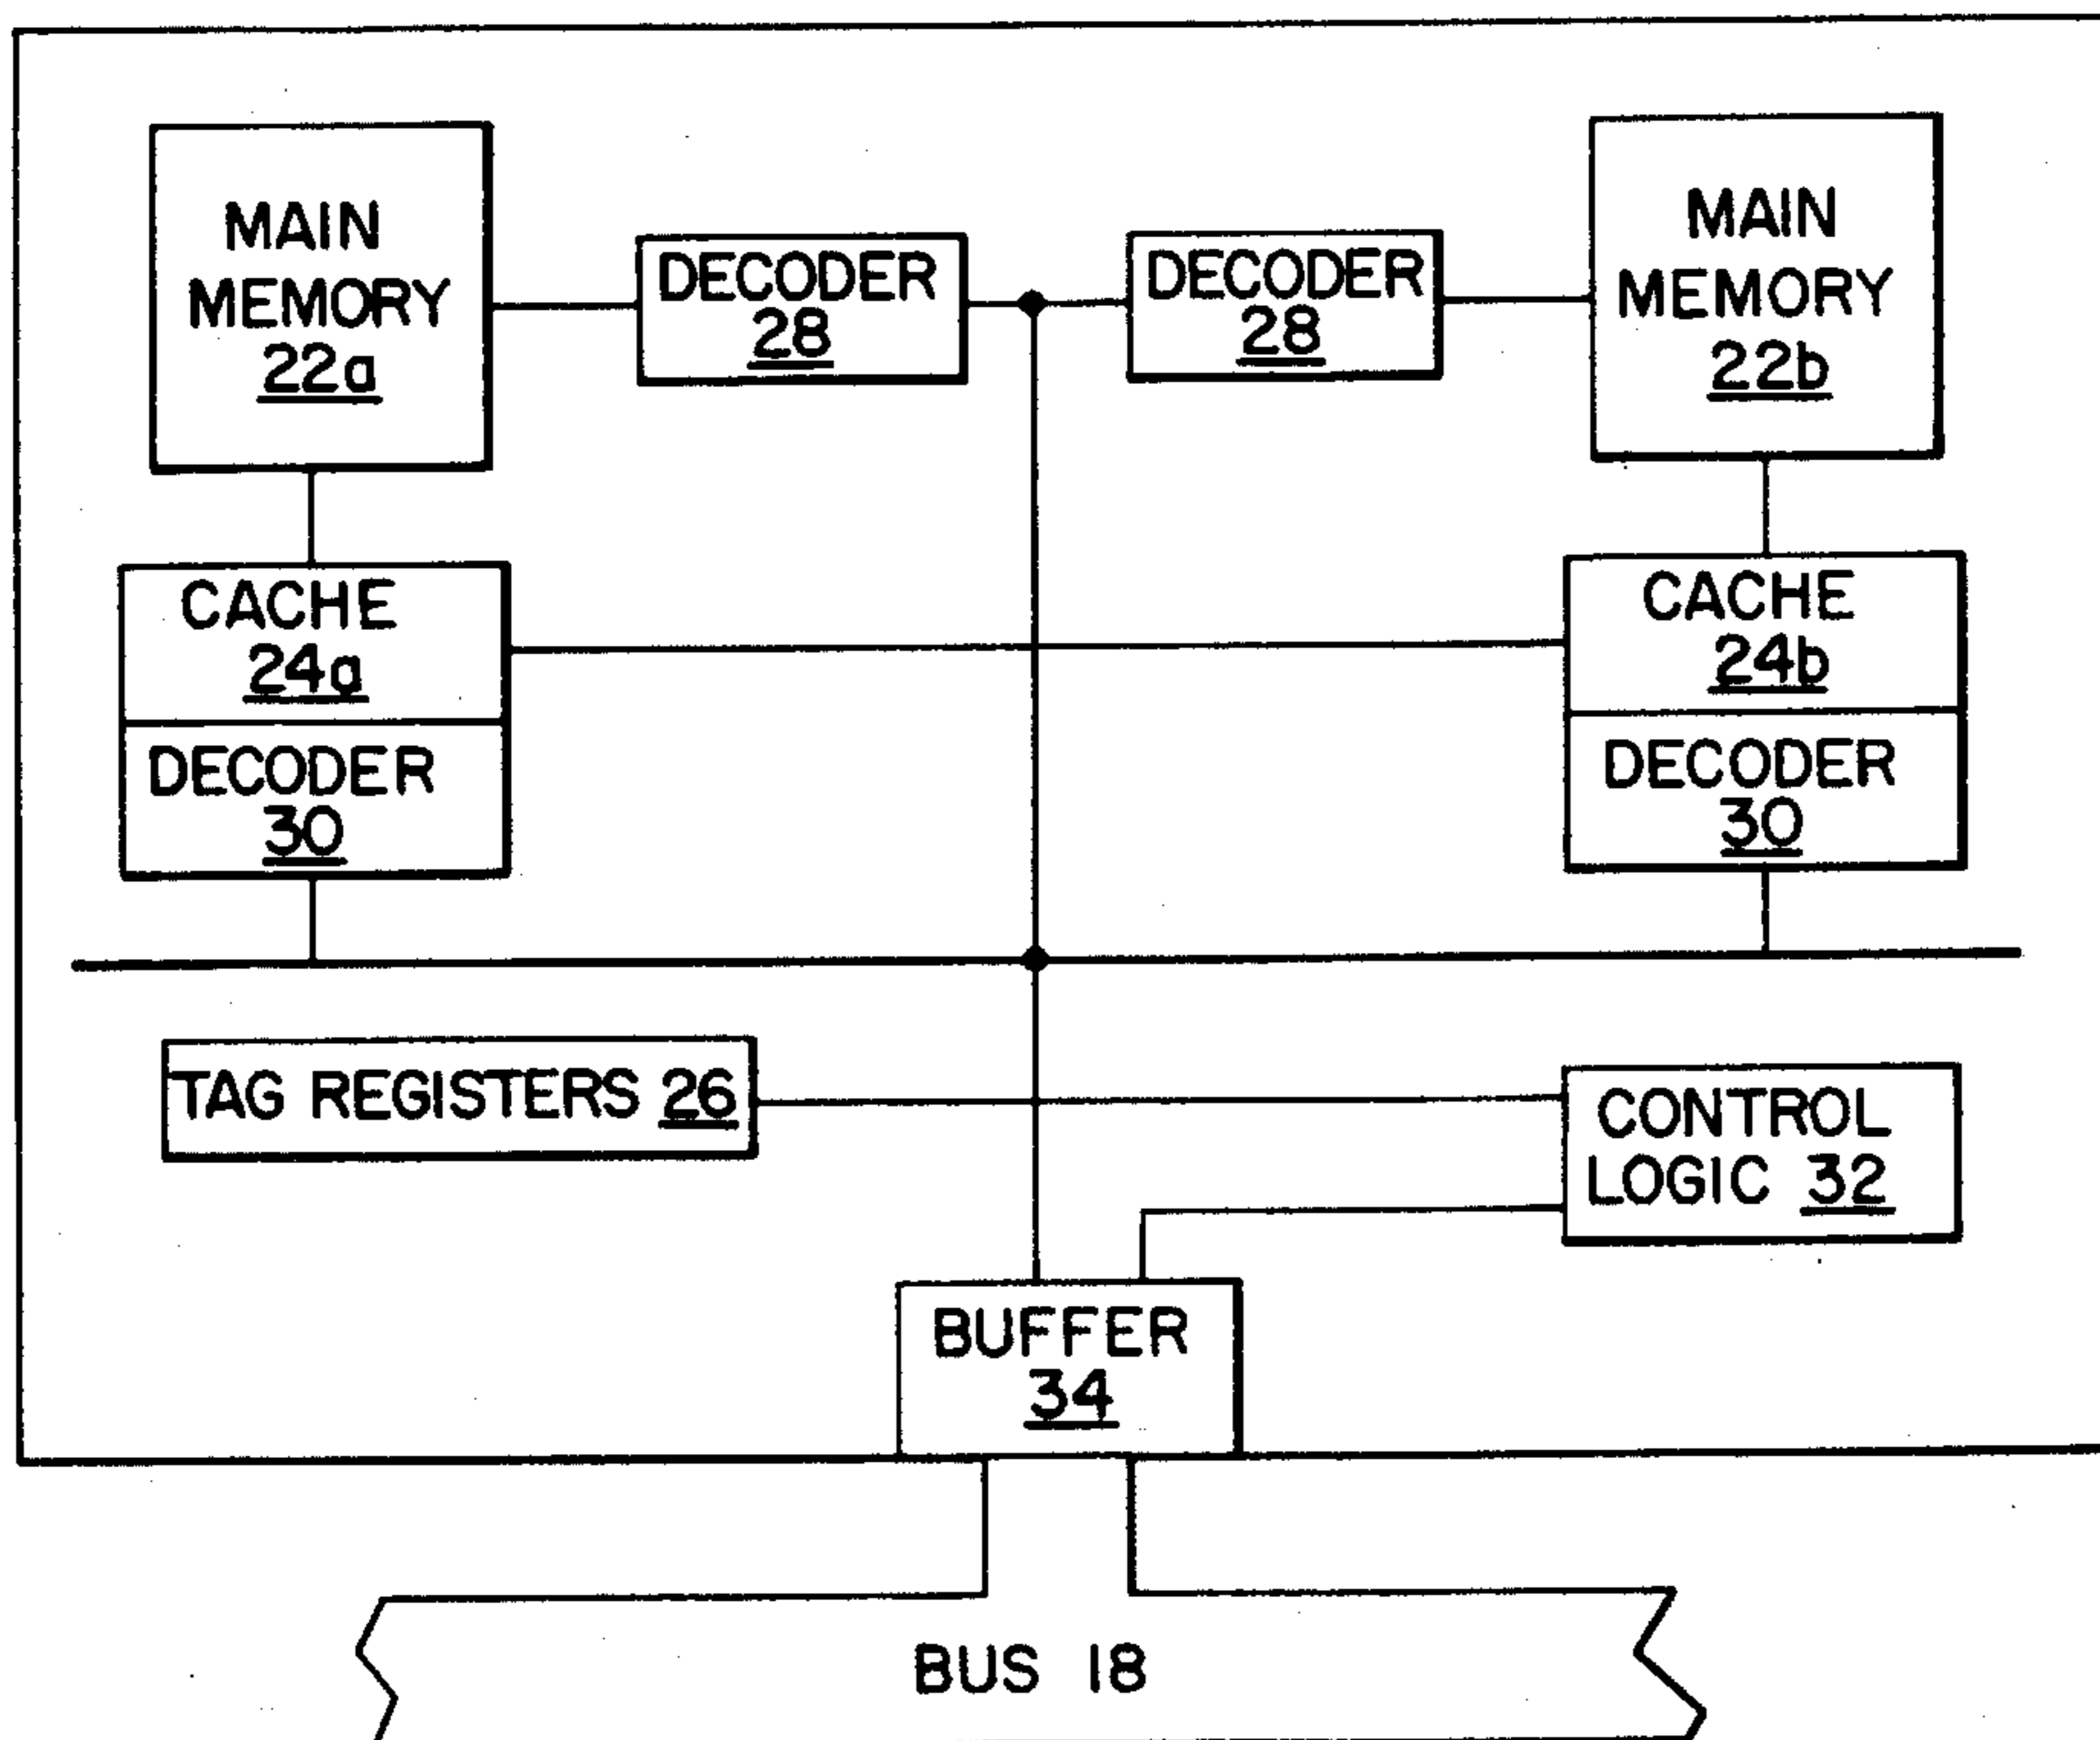 MAIN
MEMORY
22a
DECODER
28
DECODER
28
MAIN
MEMORY
22b
CACHE
24a
DECODER
30
CACHE
24b
DECODER
30
TAG REGISTERS 26
CONTROL
LOGIC 32
BUFFER
34
BUS 18